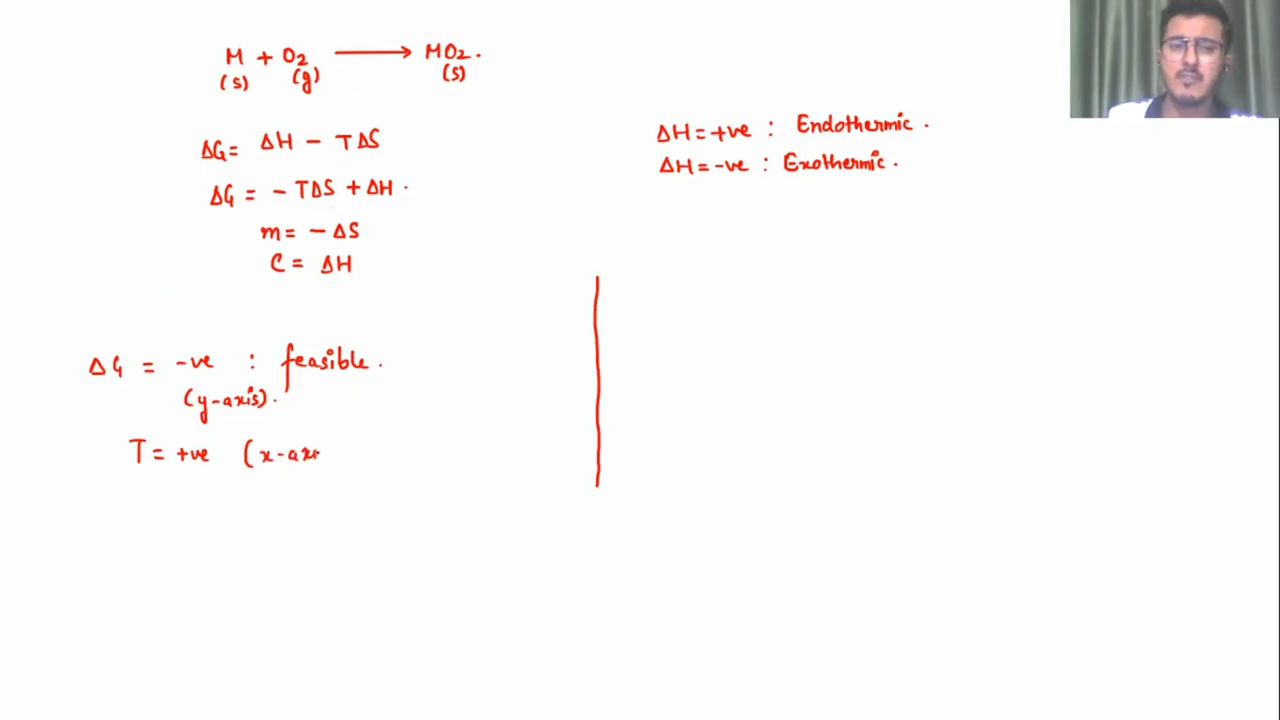 M + O2 ⟶ MO2.
(s) (g) (s)
ΔG = ΔH - TΔS
ΔG = - TΔS + ΔH.
m = - ΔS
C = ΔH
ΔH = +ve : Endothermic.
ΔH = -ve : Exothermic.
ΔG = -ve : feasible.
(y-axis).
T = +ve (x-ax